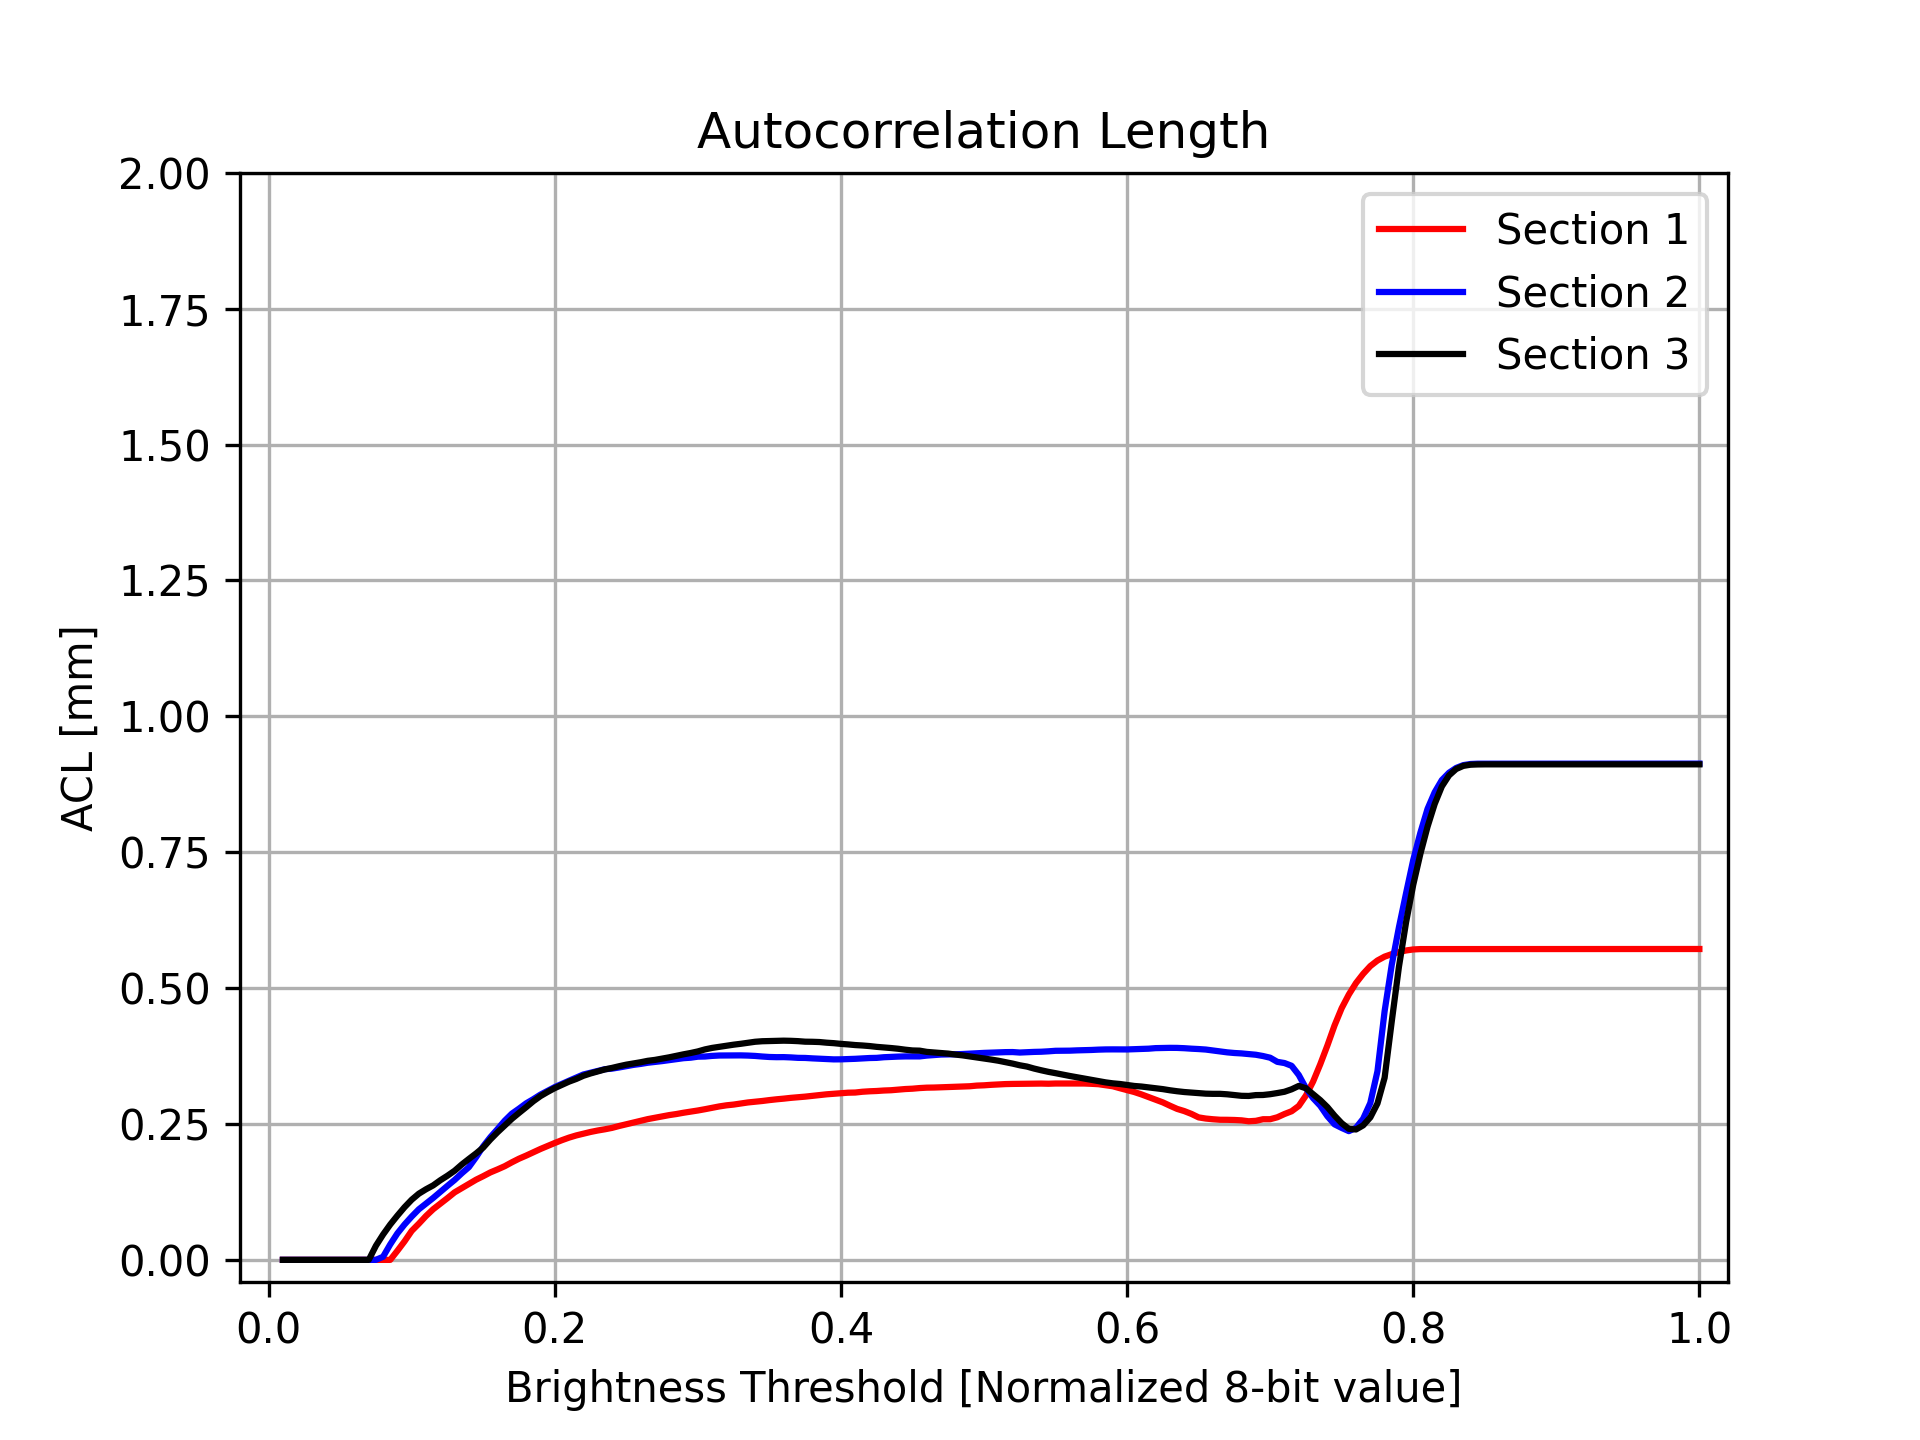 Autocorrelation Length
2.00
1.75
1.50
1.25
1.00
0.75
0.50
0.25
0.00
ACL [mm]
Section 1
Section 2
Section 3
0.0 0.2 0.4 0.6 0.8 1.0
Brightness Threshold [Normalized 8-bit value]